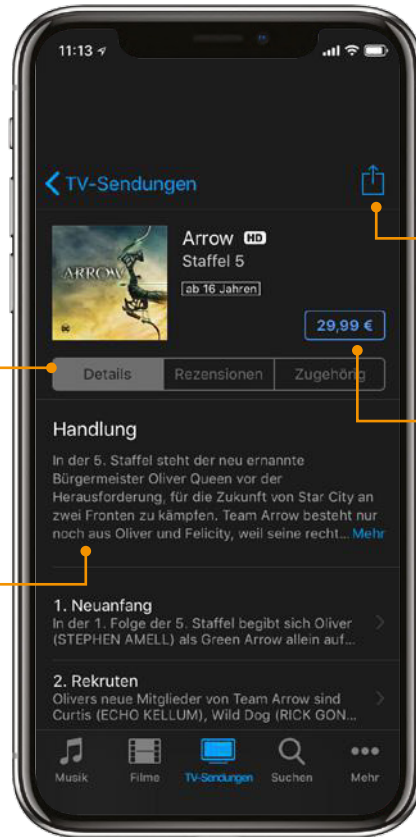 11:13
TV-Sendungen
Arrow HD
Staffel 5
ARROW
ab 16 Jahren
29,99 €
Details Rezensionen Zugehörig
Handlung
In der 5. Staffel steht der neu ernannte
Bürgermeister Oliver Queen vor der
Herausforderung, für die Zukunft von Star City an
zwei Fronten zu kämpfen. Team Arrow besteht nur
noch aus Oliver und Felicity, weil seine recht... Mehr
1. Neuanfang
In der 1. Folge der 5. Staffel begibt sich Oliver
(STEPHEN AMELL) als Green Arrow allein auf...
2. Rekruten
Olivers neue Mitglieder von Team Arrow sind
Curtis (ECHO KELLUM), Wild Dog (RICK GON...
Musik Filme TV-Sendungen Suchen Mehr